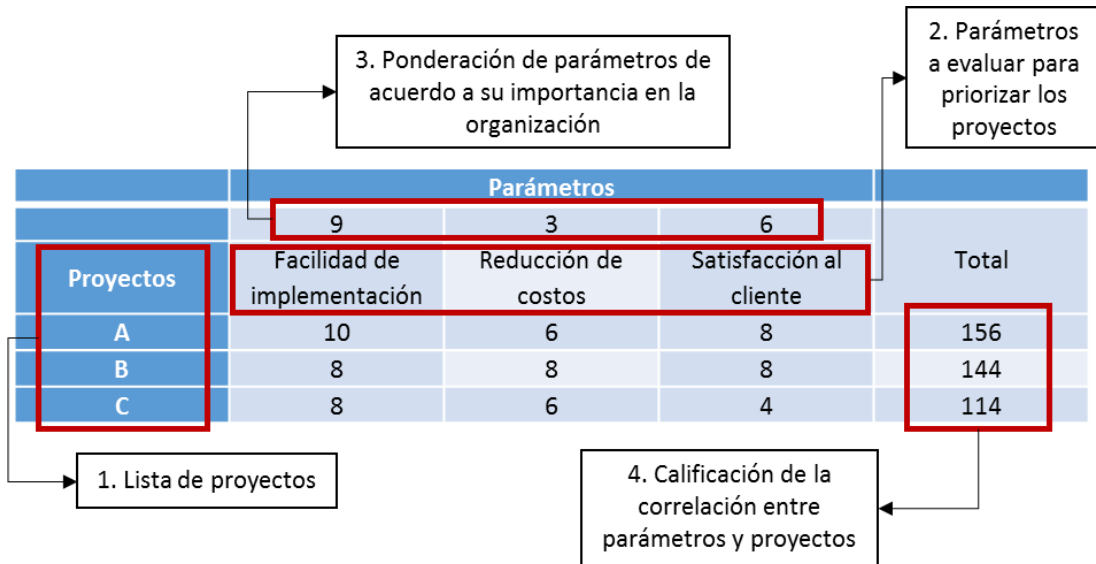 3. Ponderación de parámetros de
acuerdo a su importancia en la
organización
2. Parámetros
a evaluar para
priorizar los
proyectos
Parámetros
9 3 6
Proyectos
Facilidad de
implementación
Reducción de
costos
Satisfacción al
cliente
Total
A 10 6 8 156
B 8 8 8 144
C 8 6 4 114
1. Lista de proyectos
4. Calificación de la
correlación entre
parámetros y proyectos